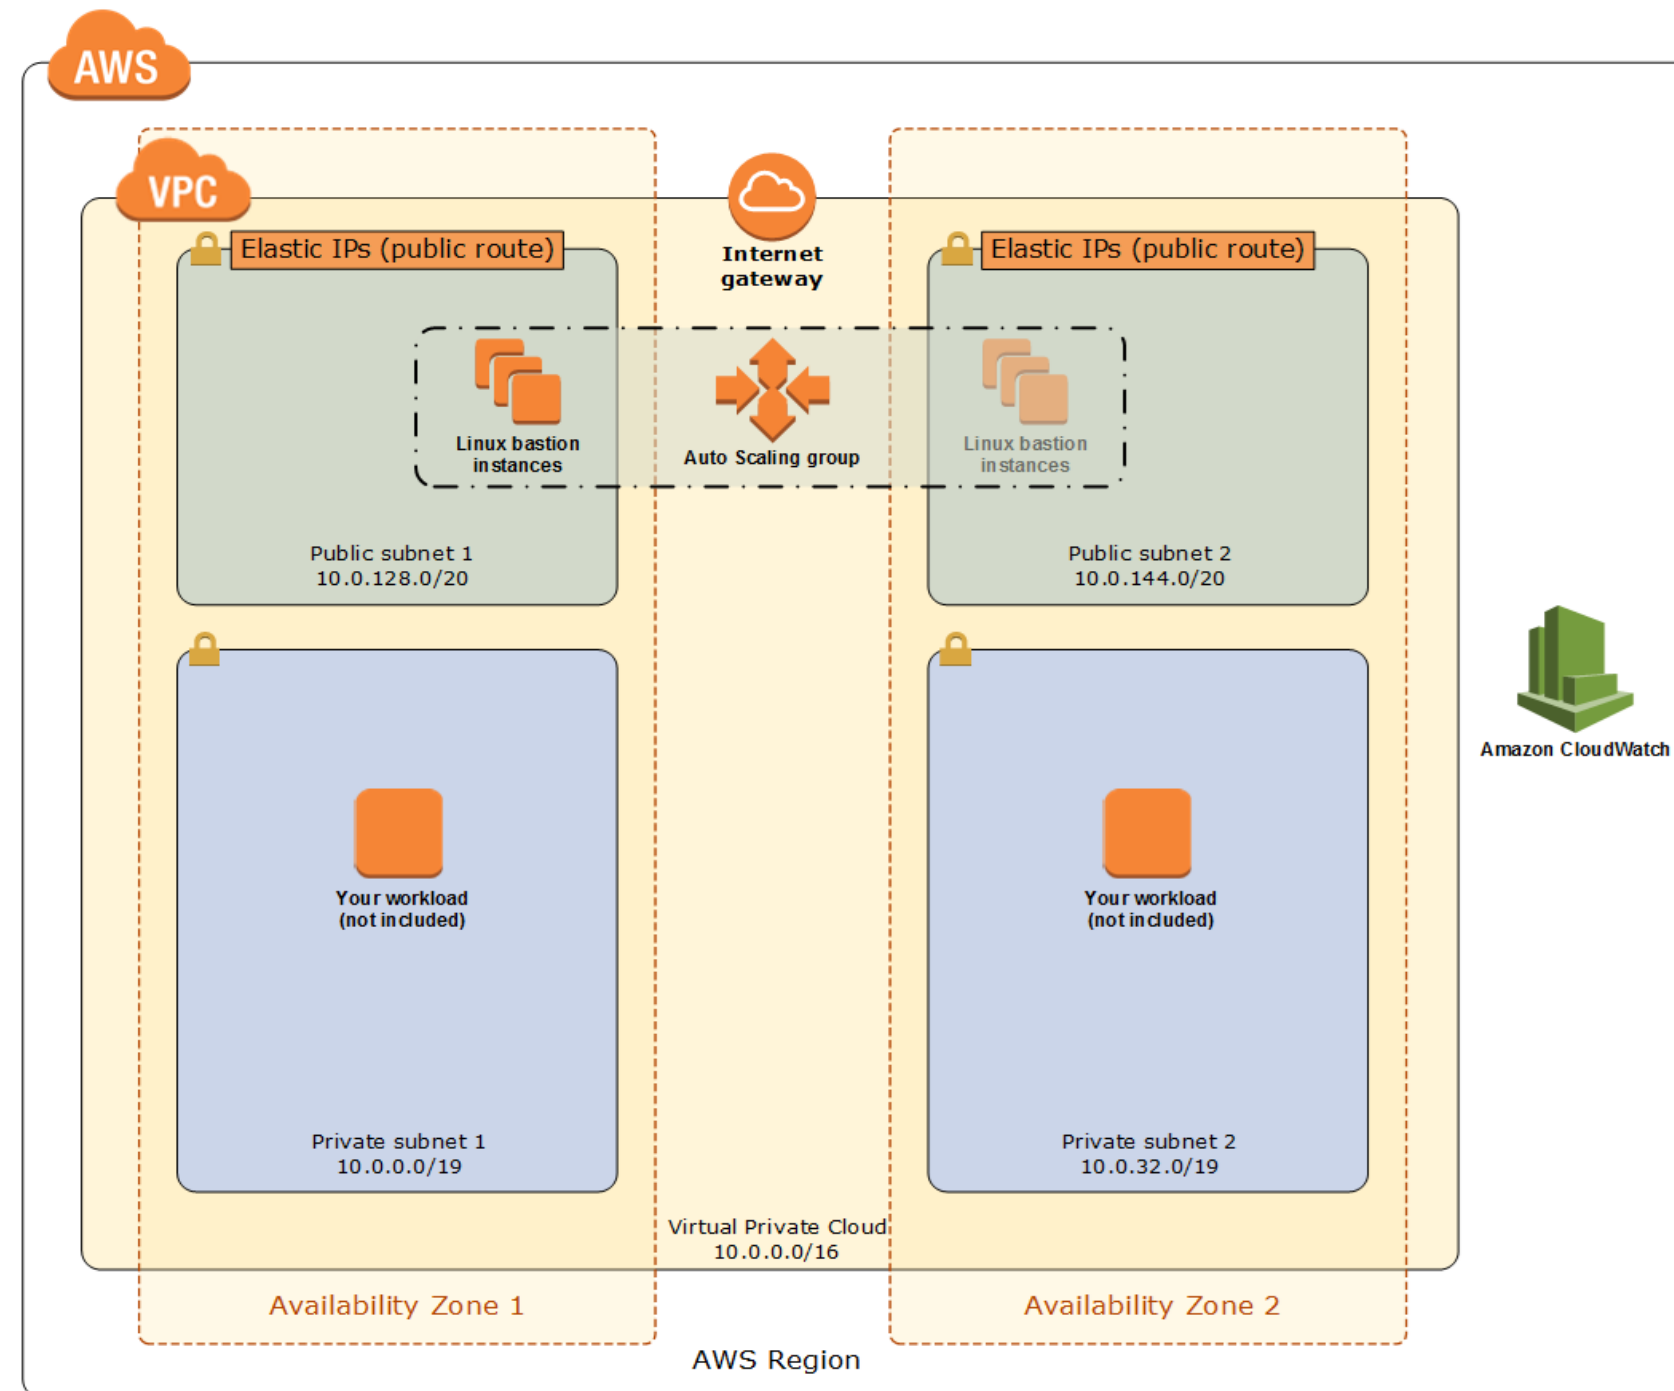 AWS
VPC
Elastic IPs (public route)
Internet
gateway
Elastic IPs (public route)
Linux bastion
instances
Auto Scaling group
Linux bastion
instances
Public subnet 1
10.0.128.0/20
Public subnet 2
10.0.144.0/20
Amazon CloudWatch
Your workload
(not included)
Your workload
(not included)
Private subnet 1
10.0.0.0/19
Private subnet 2
10.0.32.0/19
Virtual Private Cloud
10.0.0.0/16
Availability Zone 1
Availability Zone 2
AWS Region